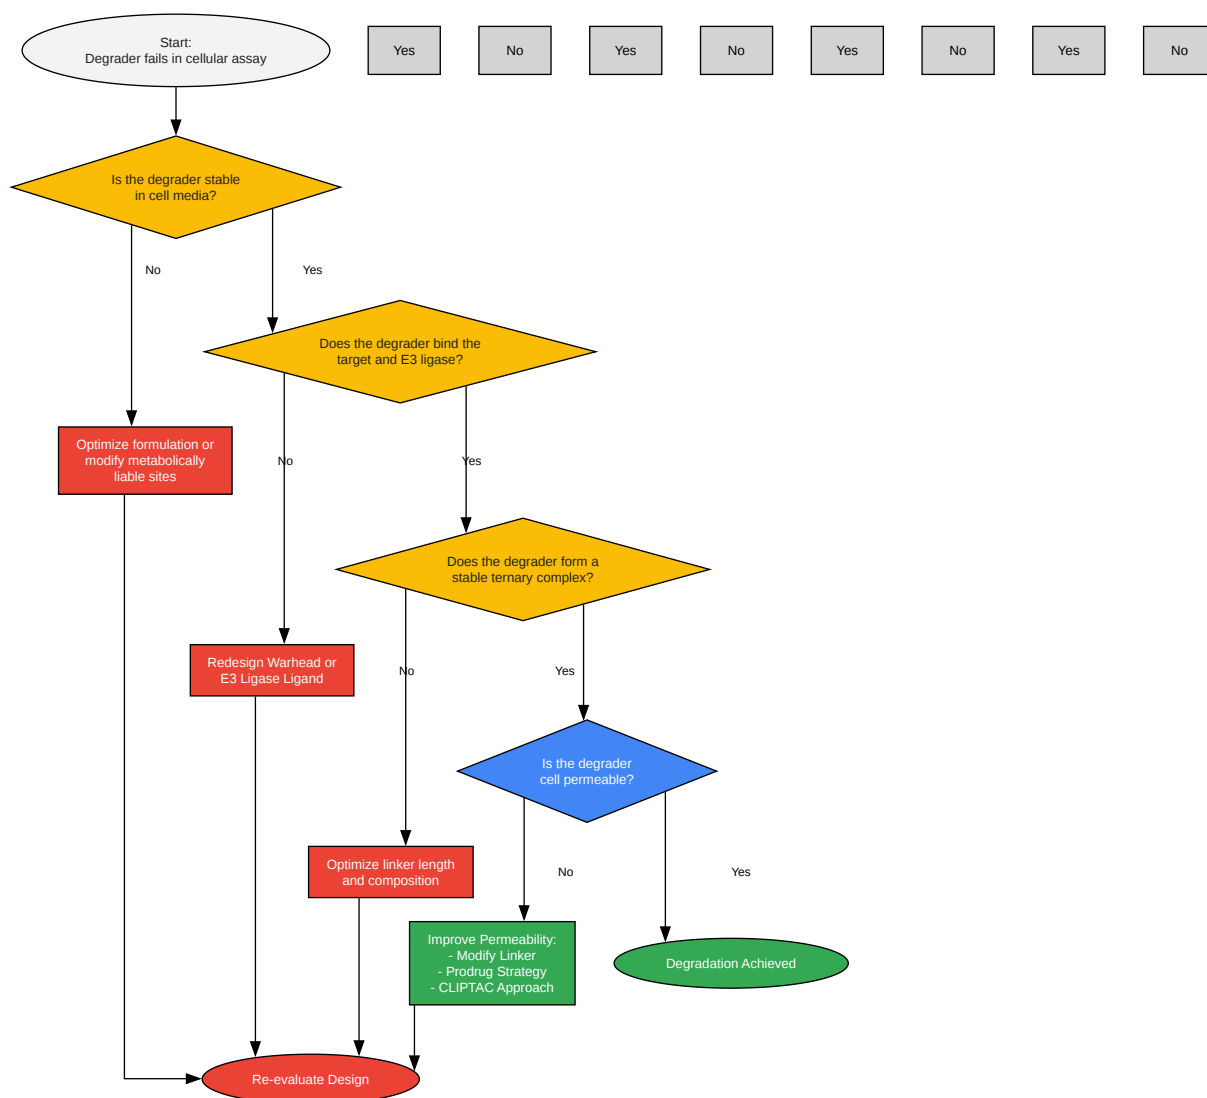 Start:
Degrader fails in cellular assay
Yes
No
Yes
No
Yes
No
Yes
No
Is the degrader stable
in cell media?
No
Yes
Does the degrader bind the
target and E3 ligase?
Optimize formulation or
modify metabolically
liable sites
No
Yes
Does the degrader form a
stable ternary complex?
Redesign Warhead or
E3 Ligase Ligand
No
Yes
Is the degrader
cell permeable?
Optimize linker length
and composition
No
Yes
Improve Permeability:
- Modify Linker
- Prodrug Strategy
- CLIPTAC Approach
Degradation Achieved
Re-evaluate Design